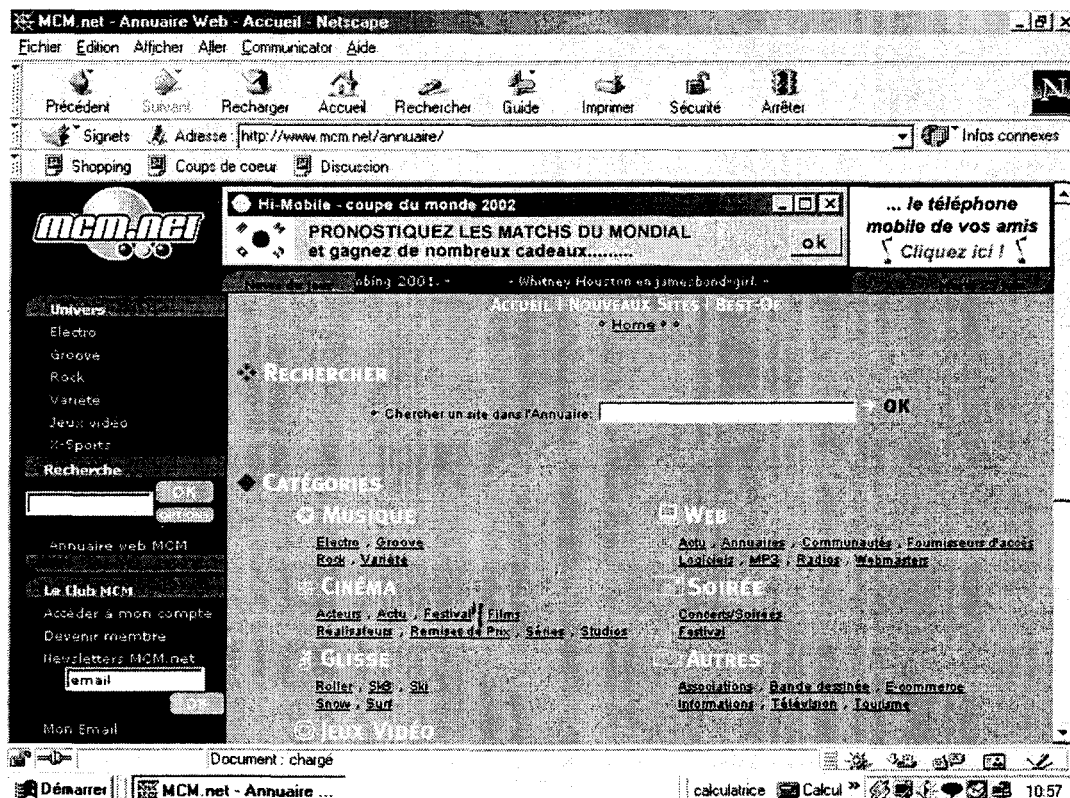 MCM.net - Annuaire Web - Accueil - Netscape
Fichier Edition Afficher Aller Communicator Aide
Précédent Suivant Recharger Accueil Rechercher Guide Imprimer Sécurité Arrêter
N
Signets Adresse : http://www.mcm.net/annuaire/ Infos connexes
Shopping Coups de coeur Discussion
mcm.net
Hi-Mobile - coupe du monde 2002
PRONOSTIQUEZ LES MATCHS DU MONDIAL
et gagnez de nombreux cadeaux......... ok
... le téléphone
mobile de vos amis
Cliquez ici !
2001. - - Whitney Houston en james-bond-girl. -
ACCUEIL | NOUVEAUX SITES | BEST-OF
Home
Univers
Electro
Groove
Rock
Variété
Jeux vidéo
X-Sports
Recherche
OK
OPTIONS
Annuaire web MCM
Le Club MCM
Accéder à mon compte
Devenir membre
Newsletters MCM.net
email
OK
Mon Email
RECHERCHER
Chercher un site dans l'Annuaire: OK
CATÉGORIES
MUSIQUE
Electro , Groove
Rock , Variété
WEB
Actu , Annuaires , Communautés , Fournisseurs d'accès
Logiciels , MP3 , Radios , Webmasters
CINÉMA
Acteurs , Actu , Festival , Films
Réalisateurs , Remises de Prix , Séries , Studios
SOIRÉE
Concerts/Soirées
Festival
GLISSE
Roller , Sk8 , Ski
Snow , Surf
AUTRES
Associations , Bande dessinée , E-commerce
Informations , Télévision , Tourisme
JEUX VIDÉO
Document : chargé
Démarrer MCM.net - Annuaire ... calculatrice Calcul » 10:57